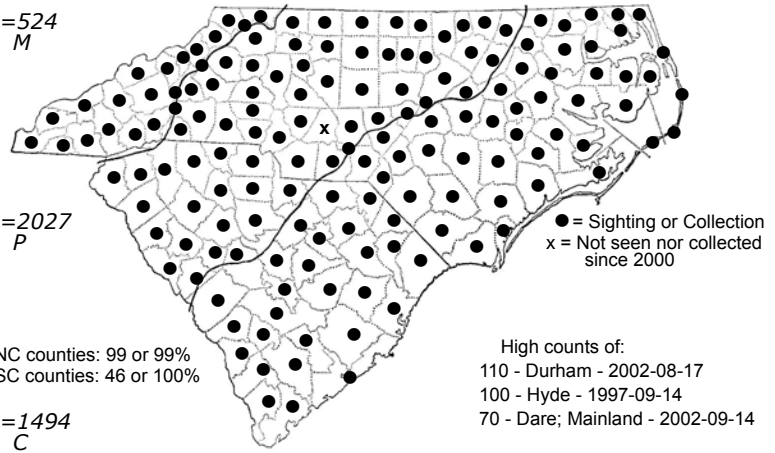 =524
M
x
=2027
P
● = Sighting or Collection
x = Not seen nor collected
since 2000
NC counties: 99 or 99%
SC counties: 46 or 100%
High counts of:
110 - Durham - 2002-08-17
100 - Hyde - 1997-09-14
70 - Dare; Mainland - 2002-09-14
=1494
C